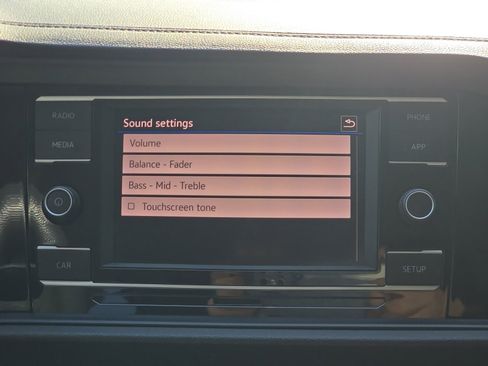 RADIO
MEDIA
CAR
Sound settings
Volume
Balance - Fader
Bass - Mid - Treble
Touchscreen tone
PHONE
APP
SETUP